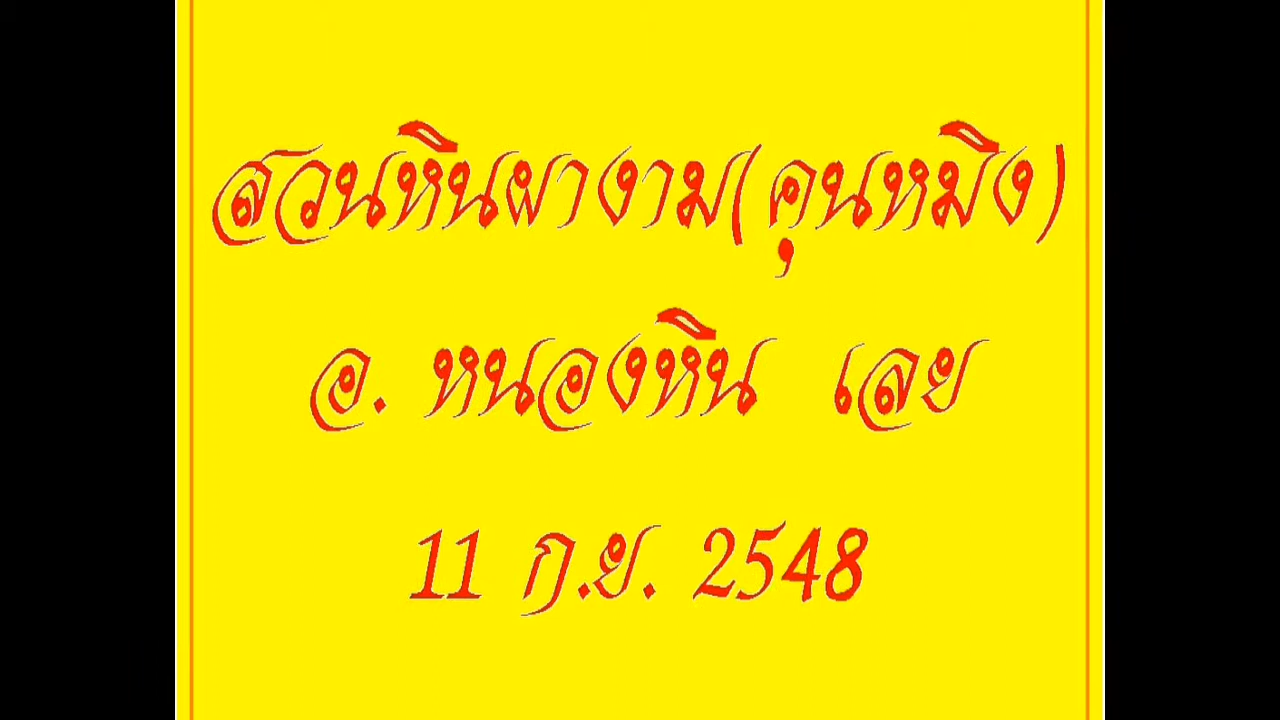 สวนหินผางาม(คุนหมิง)
อ. หนองหิน เลย
11 ก.ย. 2548